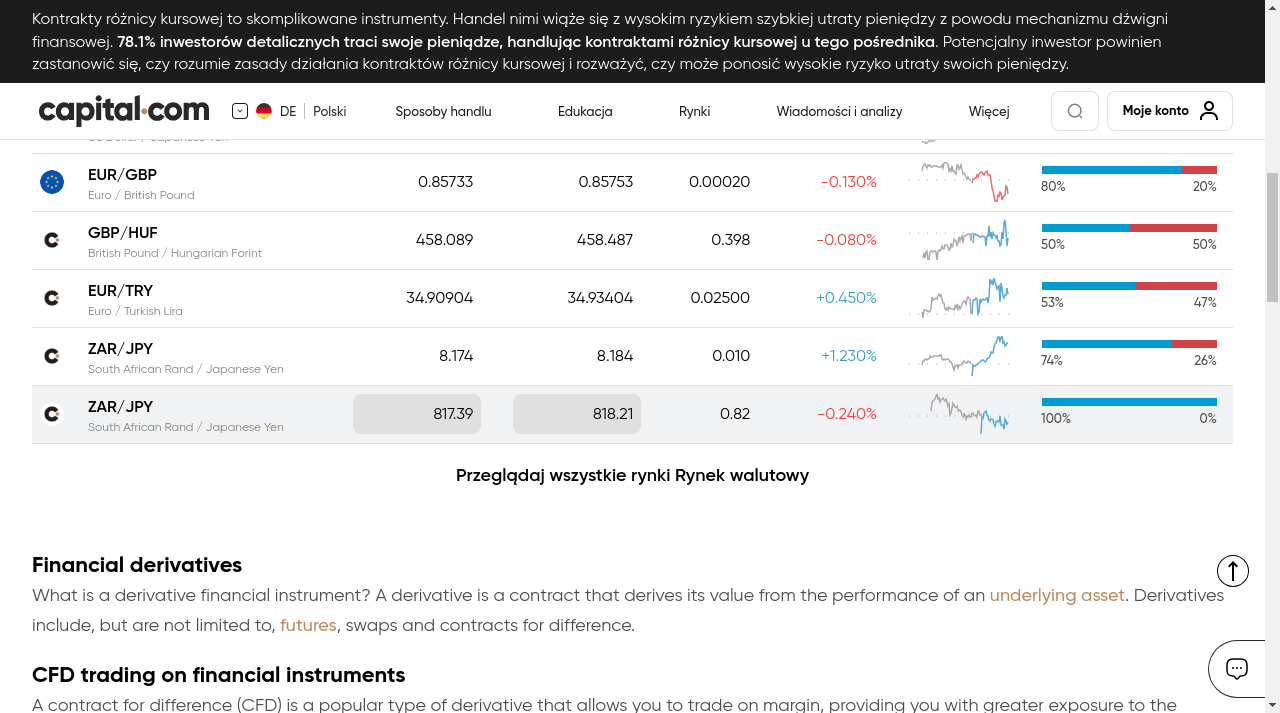 Kontrakty różnicy kursowej to skomplikowane instrumenty. Handel nimi wiąże się z wysokim ryzykiem szybkiej utraty pieniędzy z powodu mechanizmu dźwigni
finansowej. 78.1% inwestorów detalicznych traci swoje pieniądze, handlując kontraktami różnicy kursowej u tego pośrednika. Potencjalny inwestor powinien
zastanowić się, czy rozumie zasady działania kontraktów różnicy kursowej i rozważyć, czy może ponosić wysokie ryzyko utraty swoich pieniędzy.
capital.com DE Polski Sposoby handlu Edukacja Rynki Wiadomości i analizy Więcej Moje konto
EUR/GBP 0.85733 0.85753 0.00020 -0.130% 80% 20%
Euro / British Pound
GBP/HUF 458.089 458.487 0.398 -0.080% 50% 50%
British Pound / Hungarian Forint
EUR/TRY 34.90904 34.93404 0.02500 +0.450% 53% 47%
Euro / Turkish Lira
ZAR/JPY 8.174 8.184 0.010 +1.230% 74% 26%
South African Rand / Japanese Yen
ZAR/JPY 817.39 818.21 0.82 -0.240% 100% 0%
South African Rand / Japanese Yen
Przeglądaj wszystkie rynki Rynek walutowy
Financial derivatives
What is a derivative financial instrument? A derivative is a contract that derives its value from the performance of an underlying asset. Derivatives
include, but are not limited to, futures, swaps and contracts for difference.
CFD trading on financial instruments
A contract for difference (CFD) is a popular type of derivative that allows you to trade on margin, providing you with greater exposure to the